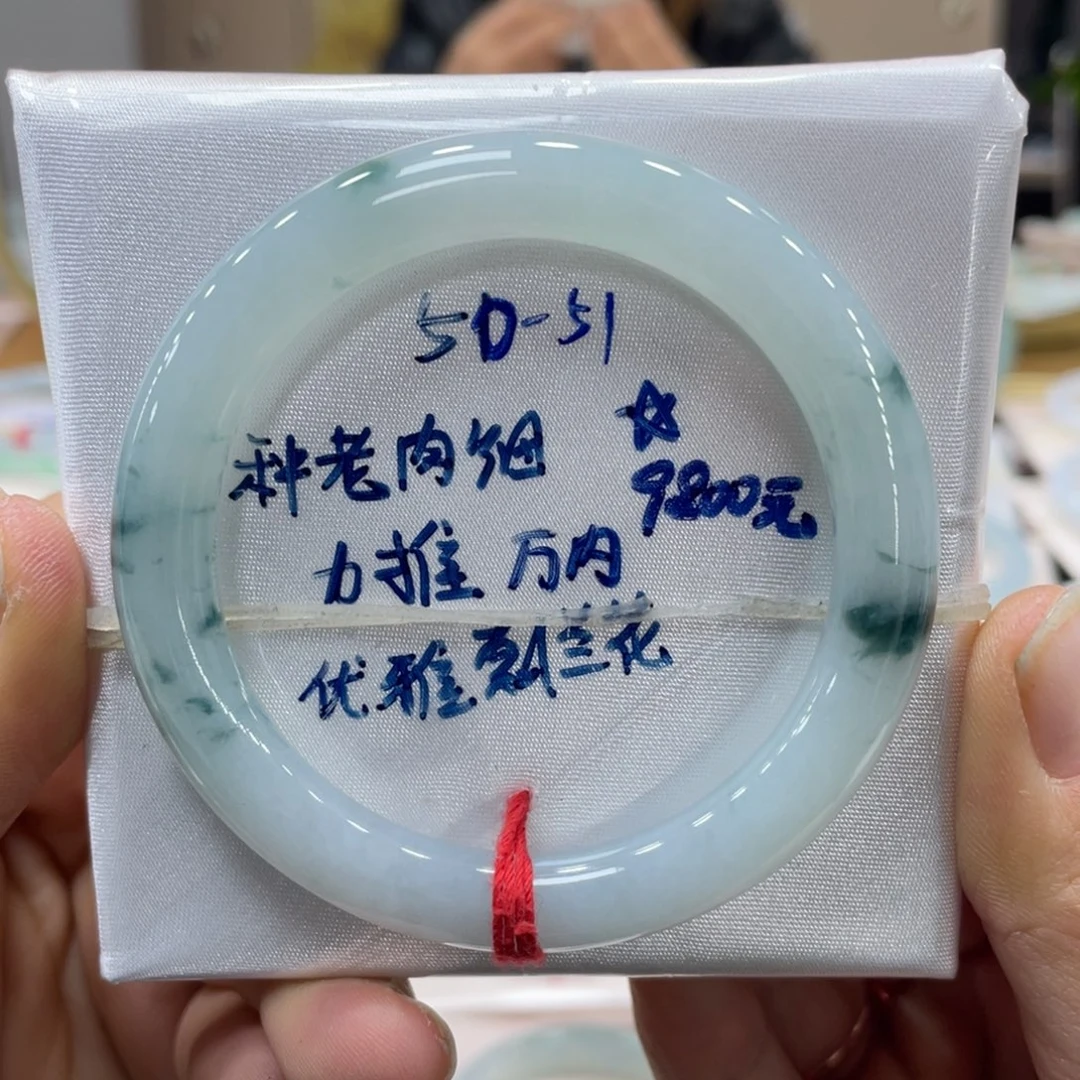 50-51
☆
种老肉细
9800元
力推 万内
优雅飘兰花